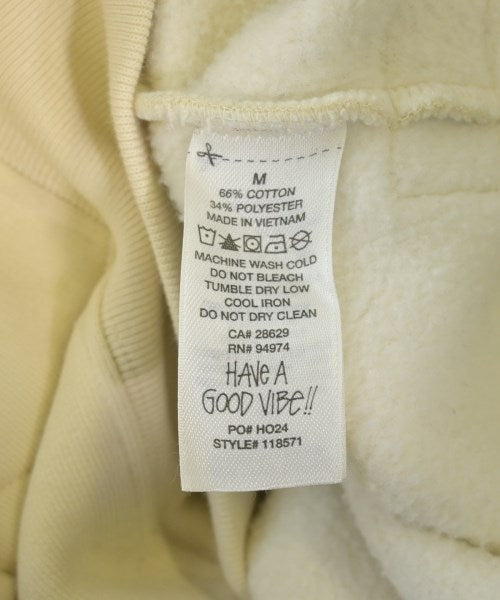 M
66% COTTON
34% POLYESTER
MADE IN VIETNAM
MACHINE WASH COLD
DO NOT BLEACH
TUMBLE DRY LOW
COOL IRON
DO NOT DRY CLEAN
CA# 28629
RN# 94974
HAVE A
GOOD VIBE!!
PO# HO24
STYLE# 118571